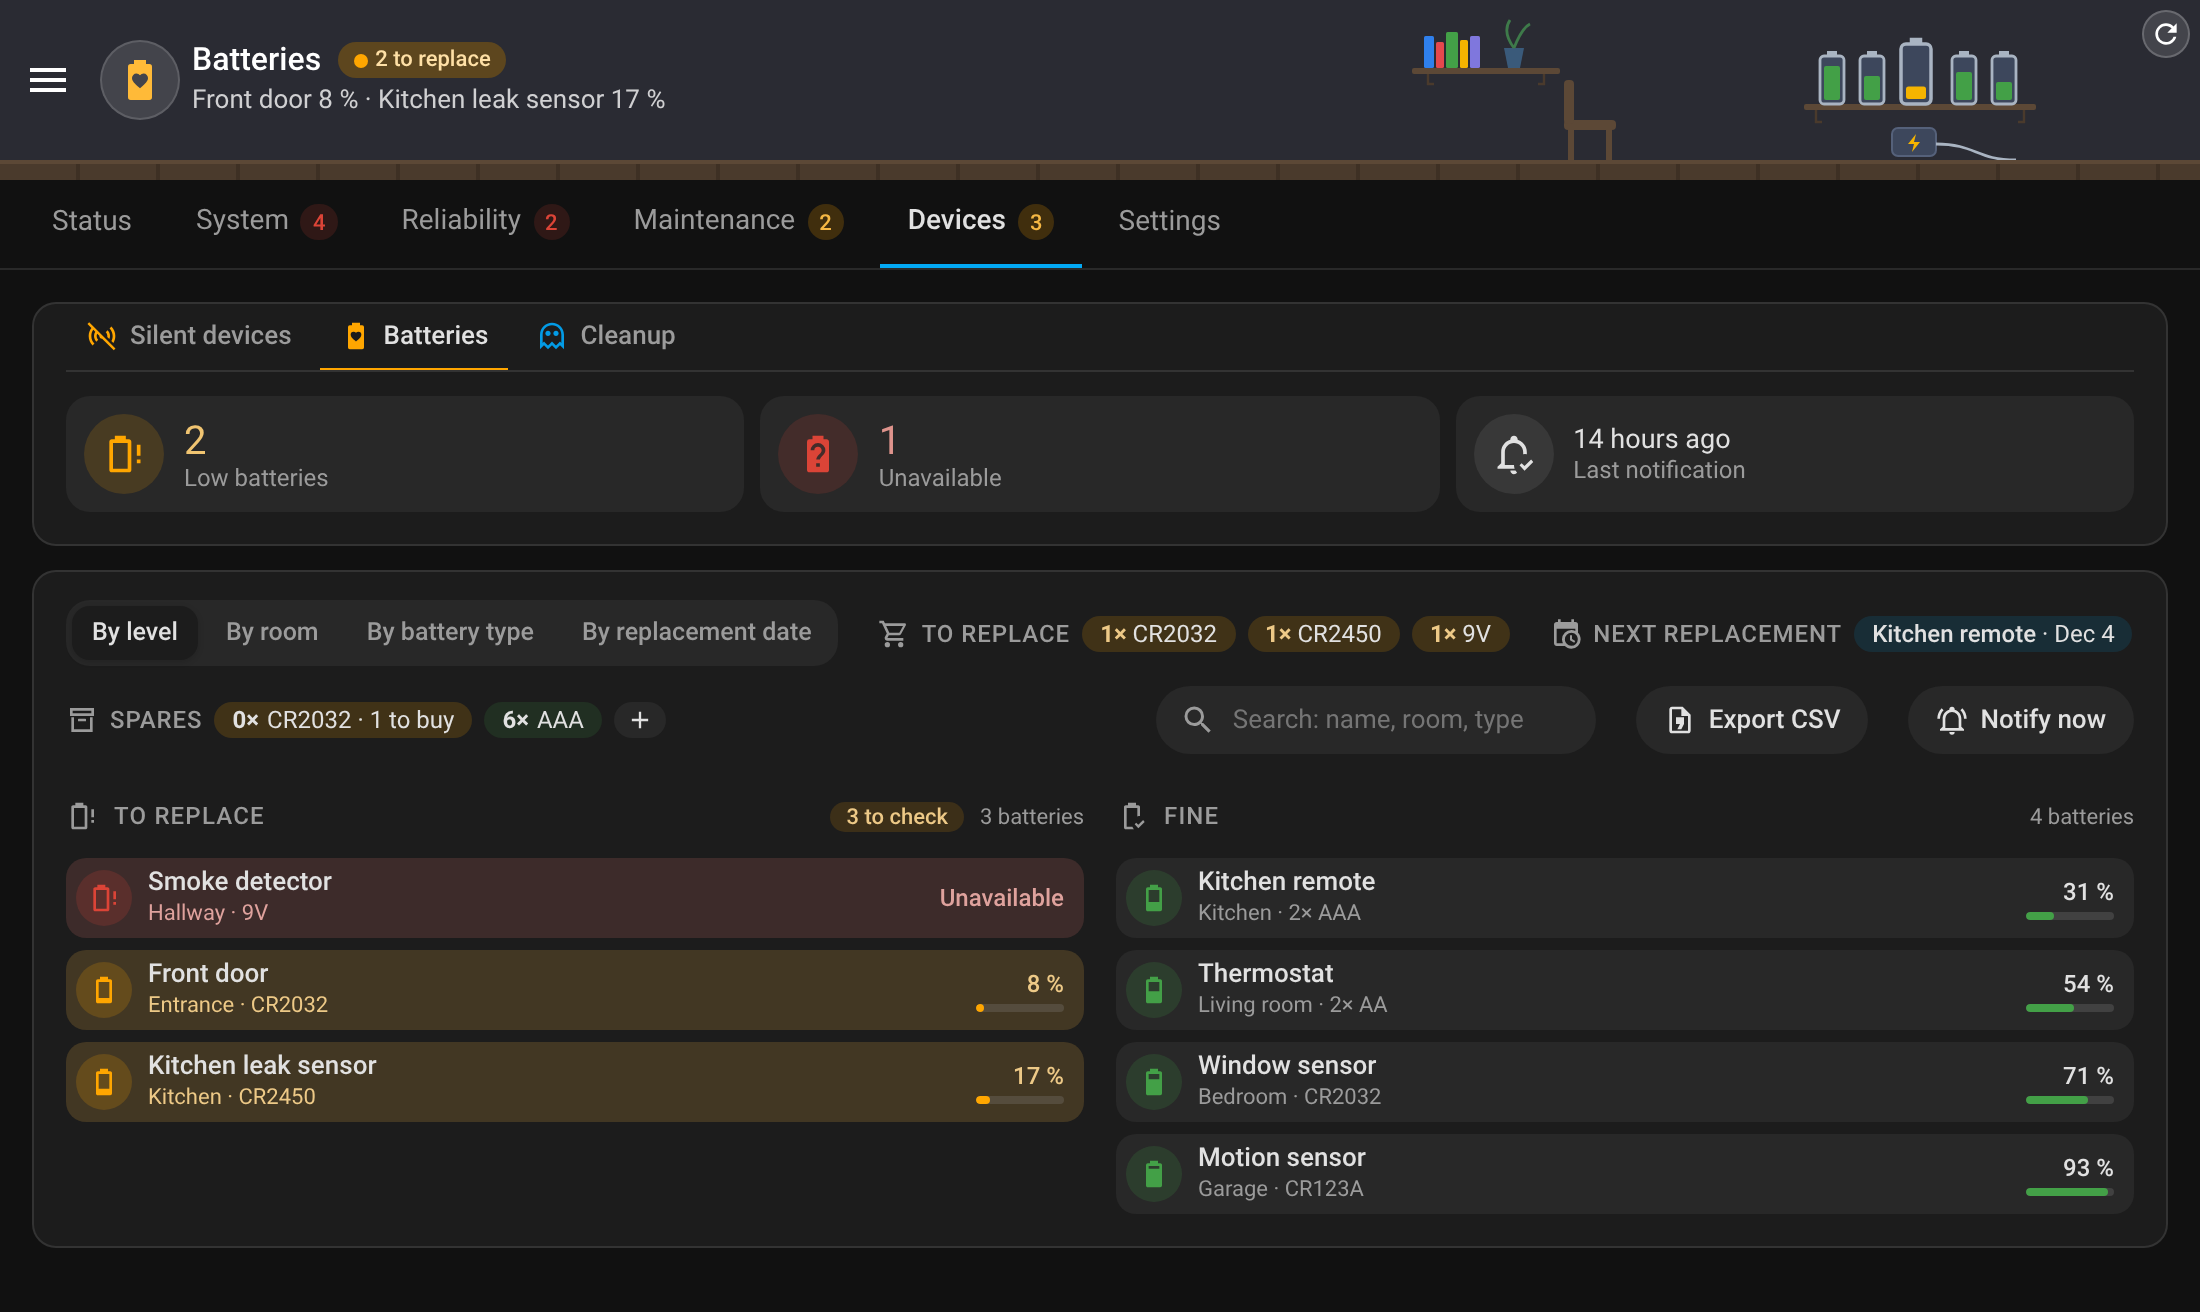 Batteries
2 to replace
Front door 8 % · Kitchen leak sensor 17 %
Status
System 4
Reliability 2
Maintenance 2
Devices 3
Settings
Silent devices
Batteries
Cleanup
2
Low batteries
1
Unavailable
14 hours ago
Last notification
By level
By room
By battery type
By replacement date
TO REPLACE
1× CR2032
1× CR2450
1× 9V
NEXT REPLACEMENT
Kitchen remote · Dec 4
SPARES
0× CR2032 · 1 to buy
6× AAA
+
Search: name, room, type
Export CSV
Notify now
TO REPLACE
3 to check
3 batteries
Smoke detector
Hallway · 9V
Unavailable
Front door
Entrance · CR2032
8 %
Kitchen leak sensor
Kitchen · CR2450
17 %
FINE
4 batteries
Kitchen remote
Kitchen · 2× AAA
31 %
Thermostat
Living room · 2× AA
54 %
Window sensor
Bedroom · CR2032
71 %
Motion sensor
Garage · CR123A
93 %